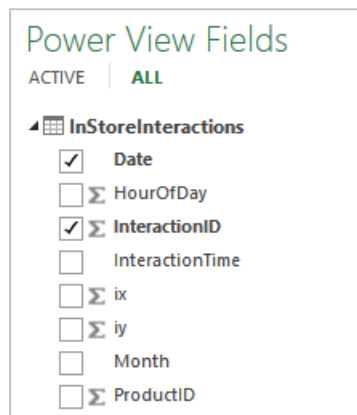 Power View Fields
ACTIVE ALL
InStoreInteractions
Date
HourOfDay
InteractionID
InteractionTime
ix
iy
Month
ProductID